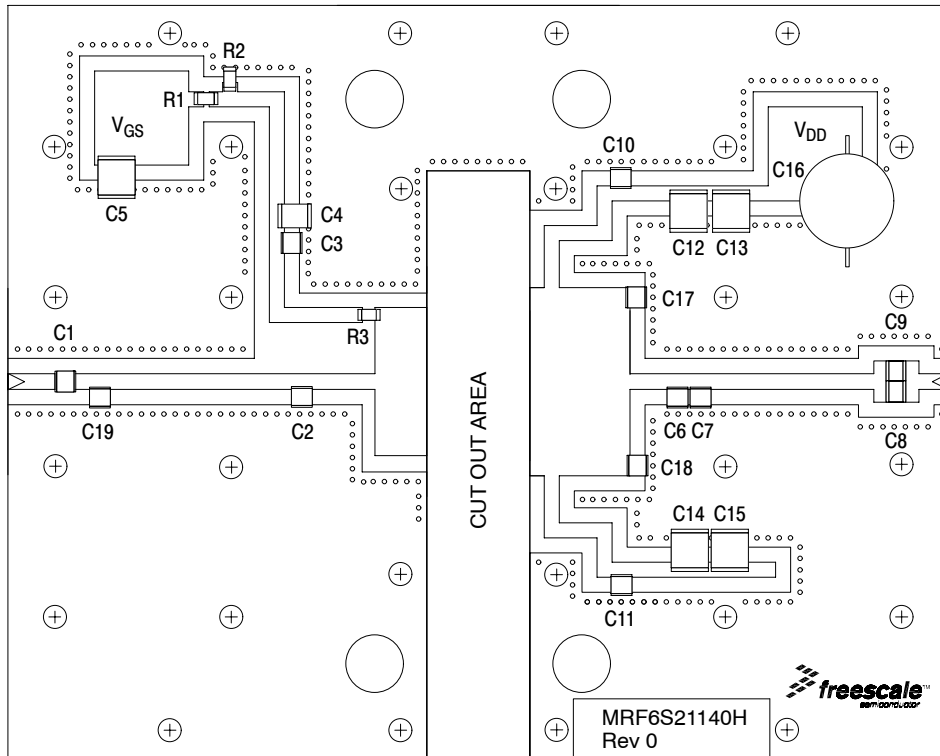 R2
R1
VGS
C5
C4
C3
R3
C1
C19
C2
CUT OUT AREA
C10
VDD
C16
C12 C13
C17
C9
C6 C7
C8
C18
C14 C15
C11
freescale™
semiconductor
MRF6S21140H
Rev 0